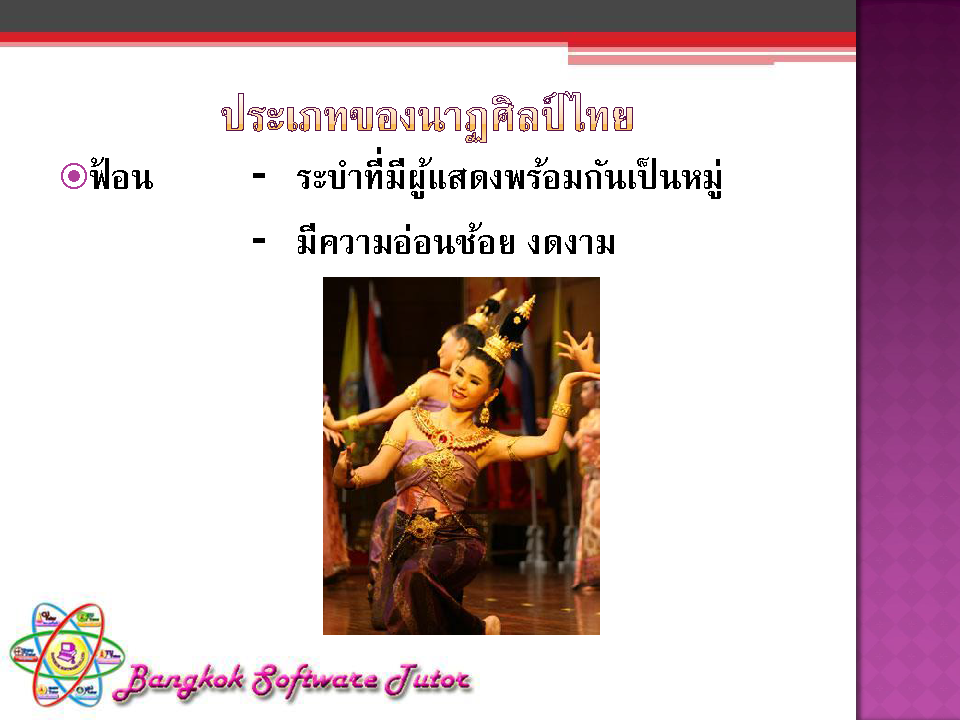 ประเภทของนาฏศิลป์ไทย
ฟ้อน - ระบำที่มีผู้แสดงพร้อมกันเป็นหมู่
- มีความอ่อนช้อย งดงาม
Bangkok Software Tutor